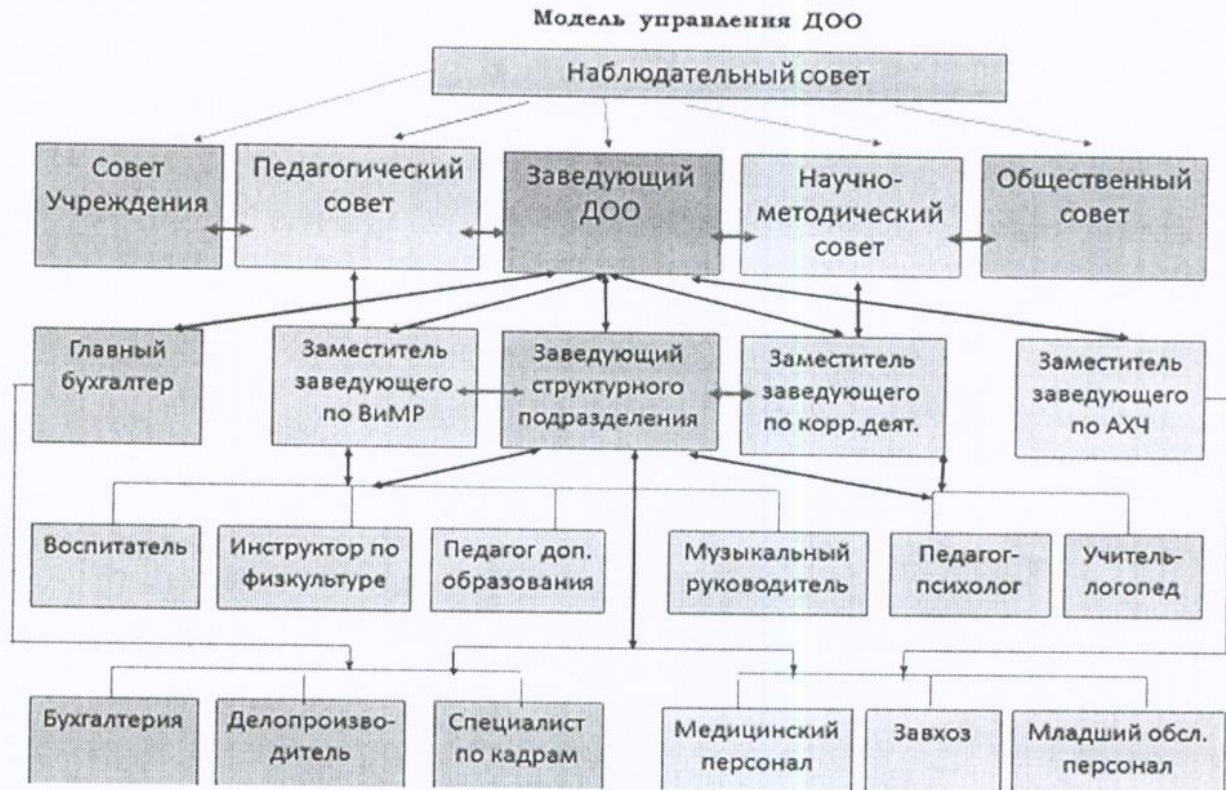 Модель управления ДОО
Наблюдательный совет
Совет
Учреждения
Педагогический
совет
Заведующий
ДОО
Научно-
методический
совет
Общественный
совет
Главный
бухгалтер
Заместитель
заведующего
по ВиМР
Заведующий
структурного
подразделения
Заместитель
заведующего
по корр.деят.
Заместитель
заведующего
по АХЧ
Воспитатель
Инструктор по
физкультуре
Педагог доп.
образования
Музыкальный
руководитель
Педагог-
психолог
Учитель-
логопед
Бухгалтерия
Делопроизво-
дитель
Специалист
по кадрам
Медицинский
персонал
Завхоз
Младший обсл.
персонал